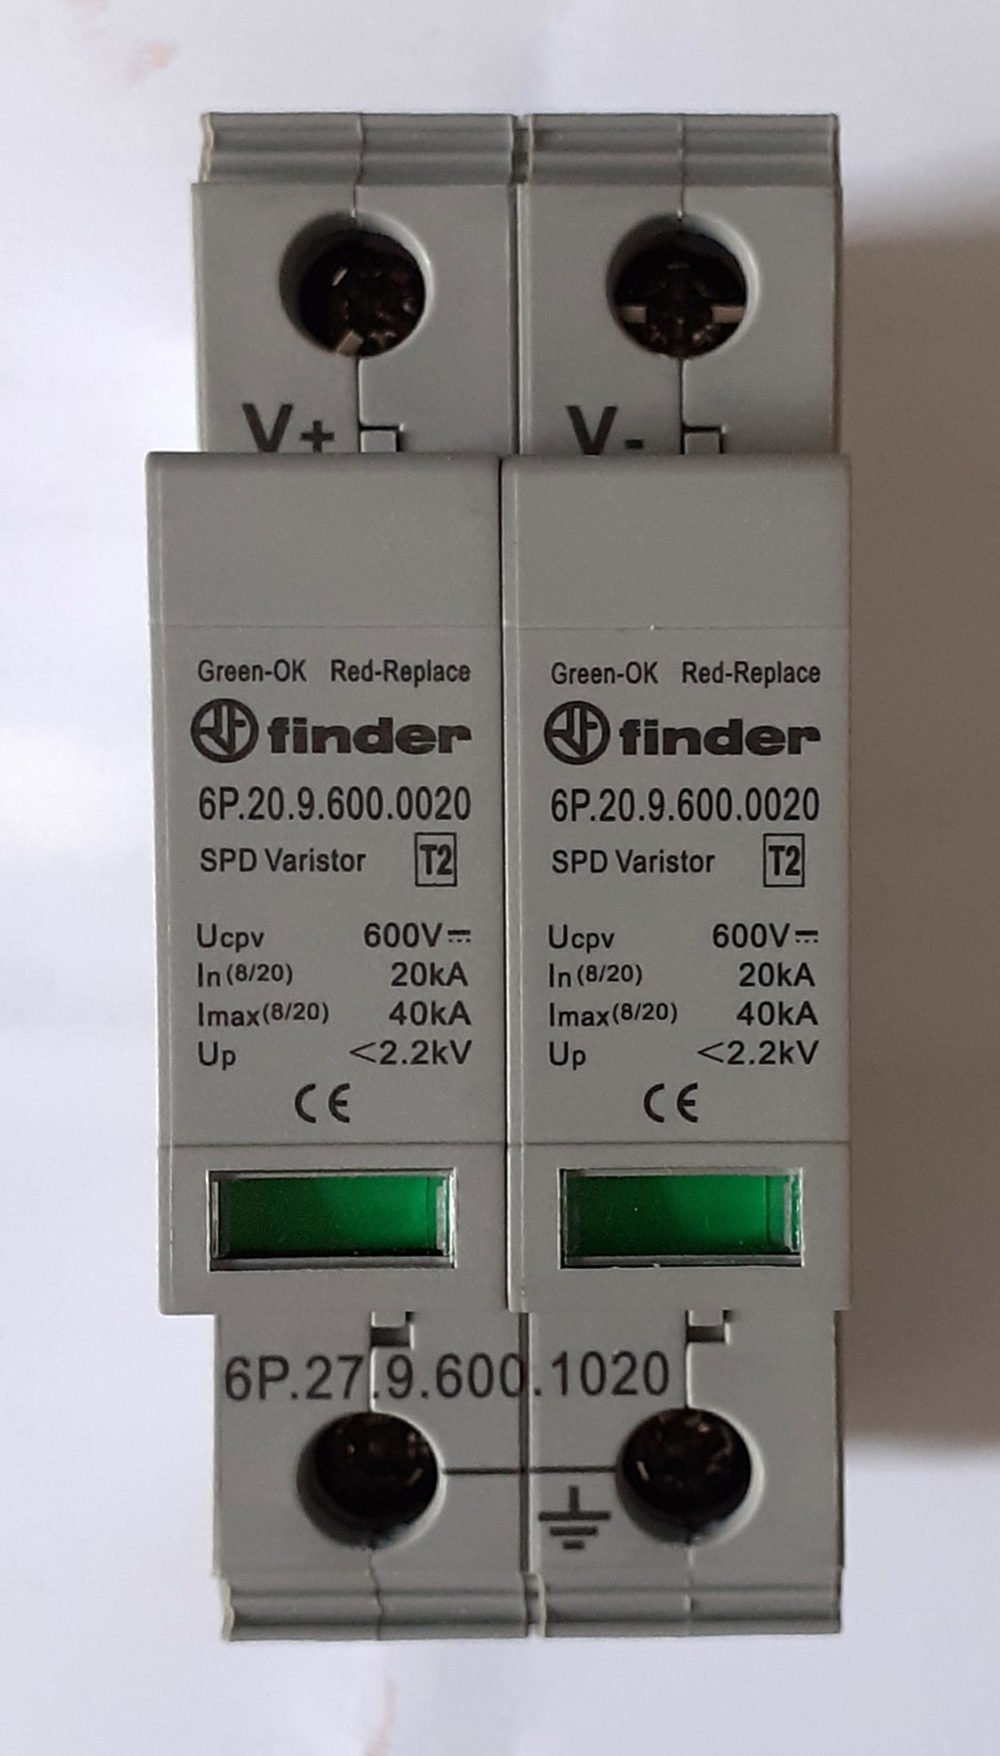 V+ V-
Green-OK Red-Replace
finder
6P.20.9.600.0020
SPD Varistor T2
Ucpv 600V⎓
In (8/20) 20kA
Imax (8/20) 40kA
Up <2.2kV
CE
Green-OK Red-Replace
finder
6P.20.9.600.0020
SPD Varistor T2
Ucpv 600V⎓
In (8/20) 20kA
Imax (8/20) 40kA
Up <2.2kV
CE
6P.27.9.600.1020